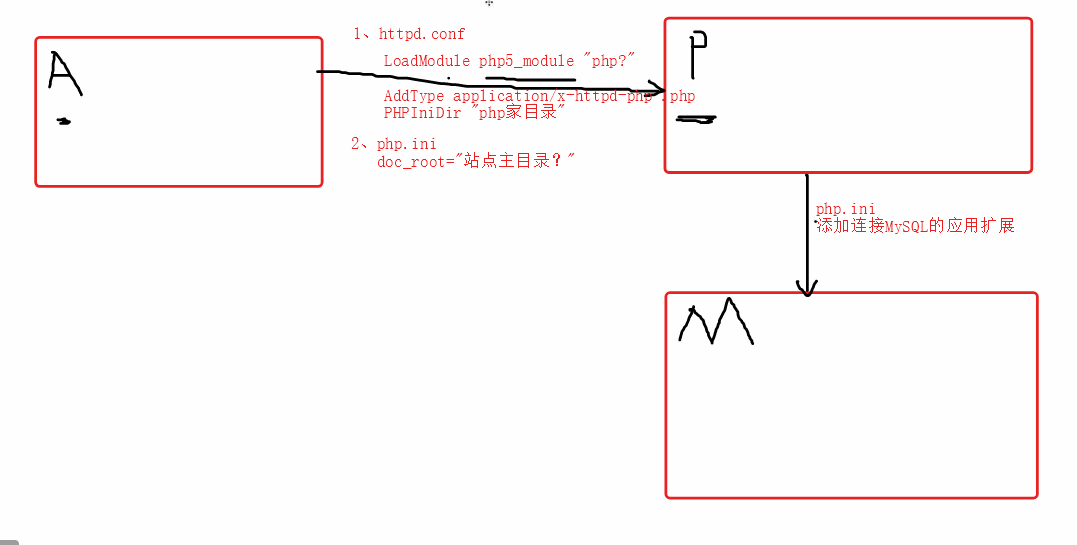 A
1、httpd.conf
LoadModule php5_module "php?"
AddType application/x-httpd-php .php
PHPIniDir "php家目录"
2、php.ini
doc_root="站点主目录？"
P
php.ini
添加连接MySQL的应用扩展
M